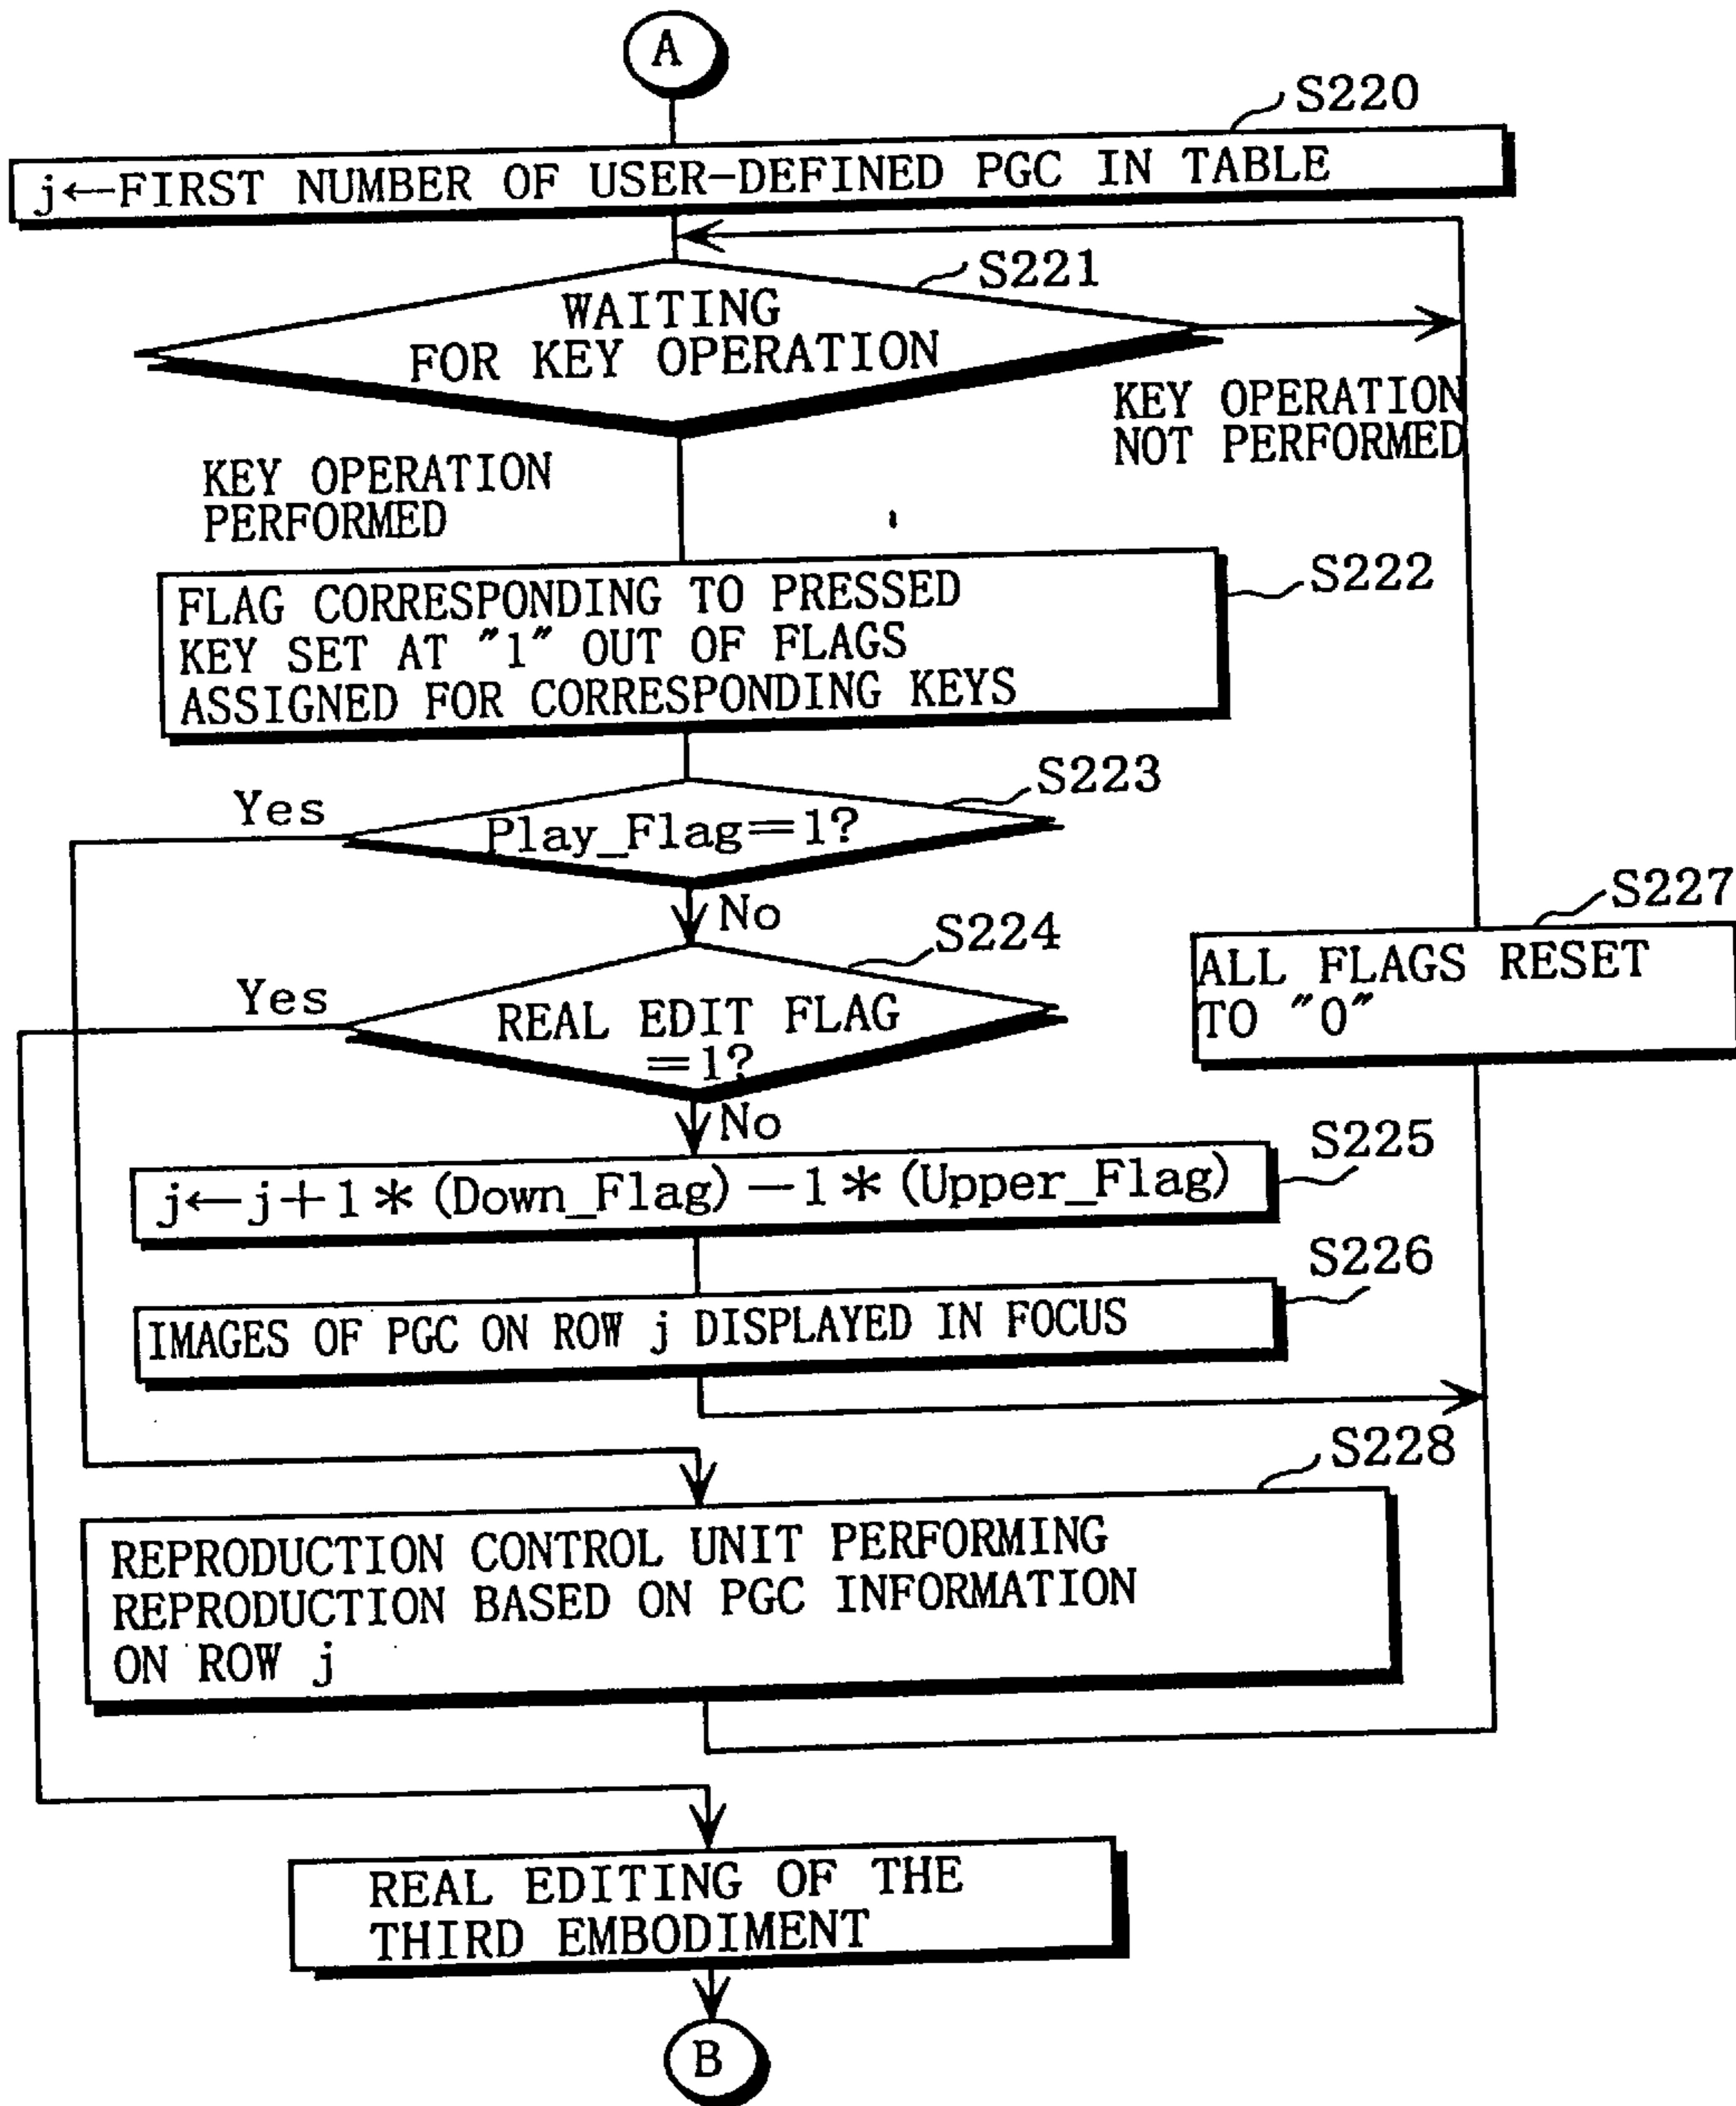 A
S220
j←FIRST NUMBER OF USER-DEFINED PGC IN TABLE
S221
WAITING
FOR KEY OPERATION
KEY OPERATION
NOT PERFORMED
KEY OPERATION
PERFORMED
S222
FLAG CORRESPONDING TO PRESSED
KEY SET AT "1" OUT OF FLAGS
ASSIGNED FOR CORRESPONDING KEYS
S223
Yes
Play_Flag=1?
No
S227
ALL FLAGS RESET
TO "0"
S224
Yes
REAL EDIT FLAG
=1?
No
S225
j←j+1*(Down_Flag)-1*(Upper_Flag)
S226
IMAGES OF PGC ON ROW j DISPLAYED IN FOCUS
S228
REPRODUCTION CONTROL UNIT PERFORMING
REPRODUCTION BASED ON PGC INFORMATION
ON ROW j
REAL EDITING OF THE
THIRD EMBODIMENT
B